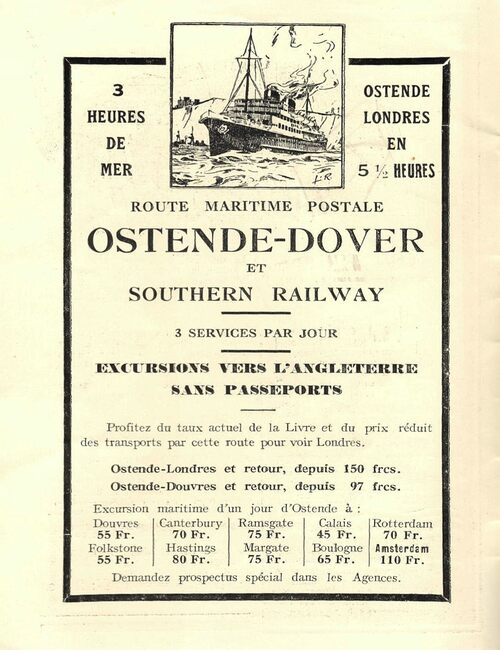 3
HEURES
DE
MER
OSTENDE
LONDRES
EN
5 ½ HEURES
L.R
ROUTE MARITIME POSTALE
OSTENDE-DOVER
ET
SOUTHERN RAILWAY
3 SERVICES PAR JOUR
EXCURSIONS VERS L'ANGLETERRE
SANS PASSEPORTS
Profitez du taux actuel de la Livre et du prix réduit
des transports par cette route pour voir Londres.
Ostende-Londres et retour, depuis 150 frcs.
Ostende-Douvres et retour, depuis 97 frcs.
Excursion maritime d'un jour d'Ostende à :
Douvres Canterbury Ramsgate Calais Rotterdam
55 Fr. 70 Fr. 75 Fr. 45 Fr. 70 Fr.
Folkstone Hastings Margate Boulogne Amsterdam
55 Fr. 80 Fr. 75 Fr. 65 Fr. 110 Fr.
Demandez prospectus spécial dans les Agences.